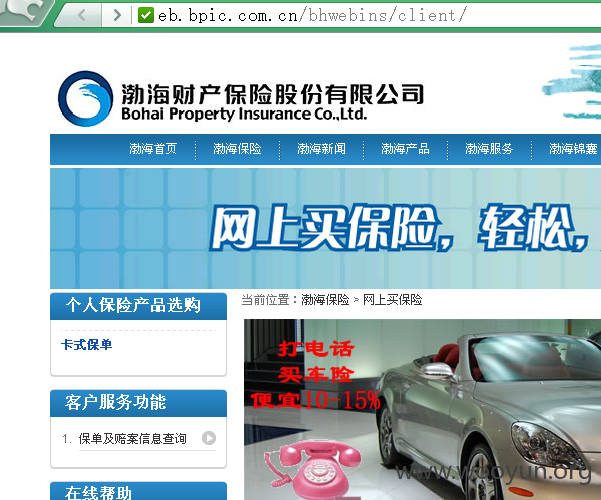 eb.bpic.com.cn/bhwebins/client/
渤海财产保险股份有限公司
Bohai Property Insurance Co.,Ltd.
渤海首页 渤海保险 渤海新闻 渤海产品 渤海服务 渤海锦囊
网上买保险，轻松，
个人保险产品选购
卡式保单
客户服务功能
1. 保单及赔案信息查询
在线帮助
当前位置：渤海保险 > 网上买保险
打电话
买车险
便宜10-15%
www.wooyun.org